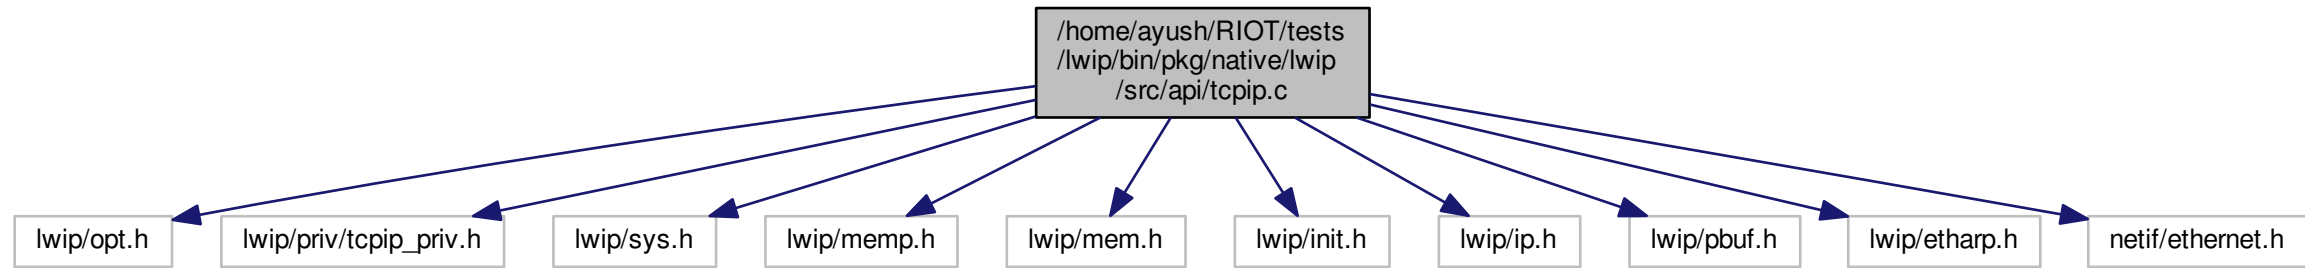 /home/ayush/RIOT/tests
/lwip/bin/pkg/native/lwip
/src/api/tcpip.c
lwip/opt.h
lwip/priv/tcpip_priv.h
lwip/sys.h
lwip/memp.h
lwip/mem.h
lwip/init.h
lwip/ip.h
lwip/pbuf.h
lwip/etharp.h
netif/ethernet.h